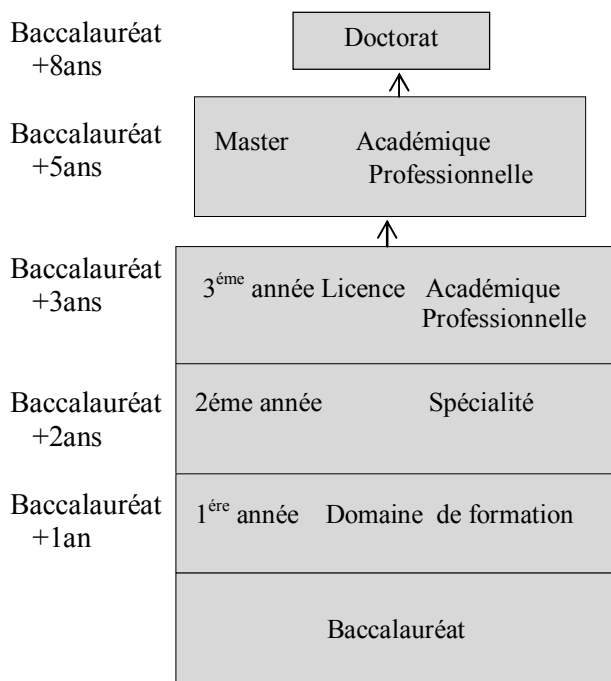 Baccalauréat
+8ans
Doctorat
Baccalauréat
+5ans
Master Académique
Professionnelle
Baccalauréat
+3ans
3éme année Licence Académique
Professionnelle
Baccalauréat
+2ans
2éme année Spécialité
Baccalauréat
+1an
1ére année Domaine de formation
Baccalauréat